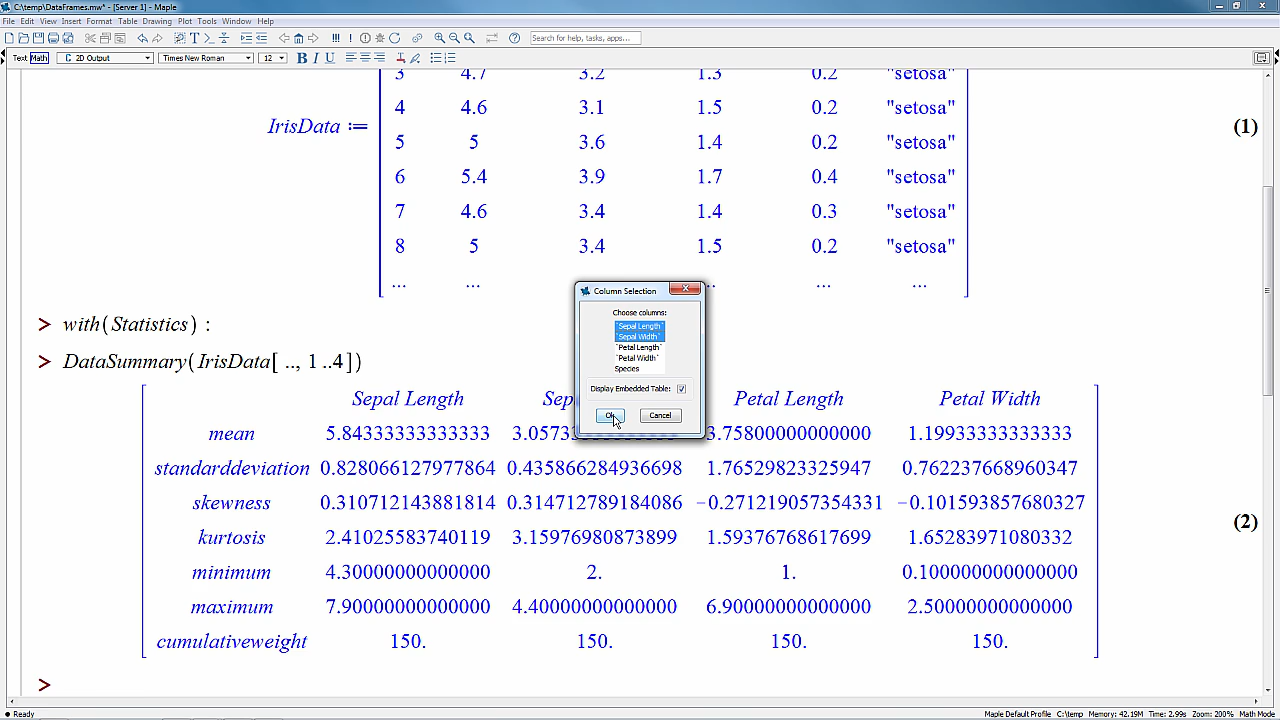 C:\temp\DataFrames.mw* - [Server 1] - Maple
File Edit View Insert Format Table Drawing Plot Tools Window Help
Search for help, tasks, apps...
Text Math C 2D Output Times New Roman 12 B I U
3 4.7 3.2 1.3 0.2 "setosa"
4 4.6 3.1 1.5 0.2 "setosa"
IrisData := (1)
5 5 3.6 1.4 0.2 "setosa"
6 5.4 3.9 1.7 0.4 "setosa"
7 4.6 3.4 1.4 0.3 "setosa"
8 5 3.4 1.5 0.2 "setosa"
... ... ... ... ...
Column Selection
Choose columns:
`Sepal Length`
`Sepal Width`
`Petal Length`
`Petal Width`
Species
Display Embedded Table:
Ok Cancel
> with(Statistics) :
> DataSummary(IrisData[ .., 1 ..4])
Sepal Length Petal Length Petal Width
mean 5.84333333333333 3.7580000000000 1.19933333333333
standarddeviation 0.828066127977864 0.435866284936698 1.76529823325947 0.762237668960347
skewness 0.310712143881814 0.314712789184086 −0.271219057354331 −0.101593857680327
(2)
kurtosis 2.41025583740119 3.15976980873899 1.59376768617699 1.65283971080332
minimum 4.30000000000000 2. 1. 0.100000000000000
maximum 7.90000000000000 4.40000000000000 6.90000000000000 2.50000000000000
cumulativeweight 150. 150. 150. 150.
>
Ready Maple Default Profile C:\temp Memory: 42.19M Time: 2.99s Zoom: 200% Math Mode